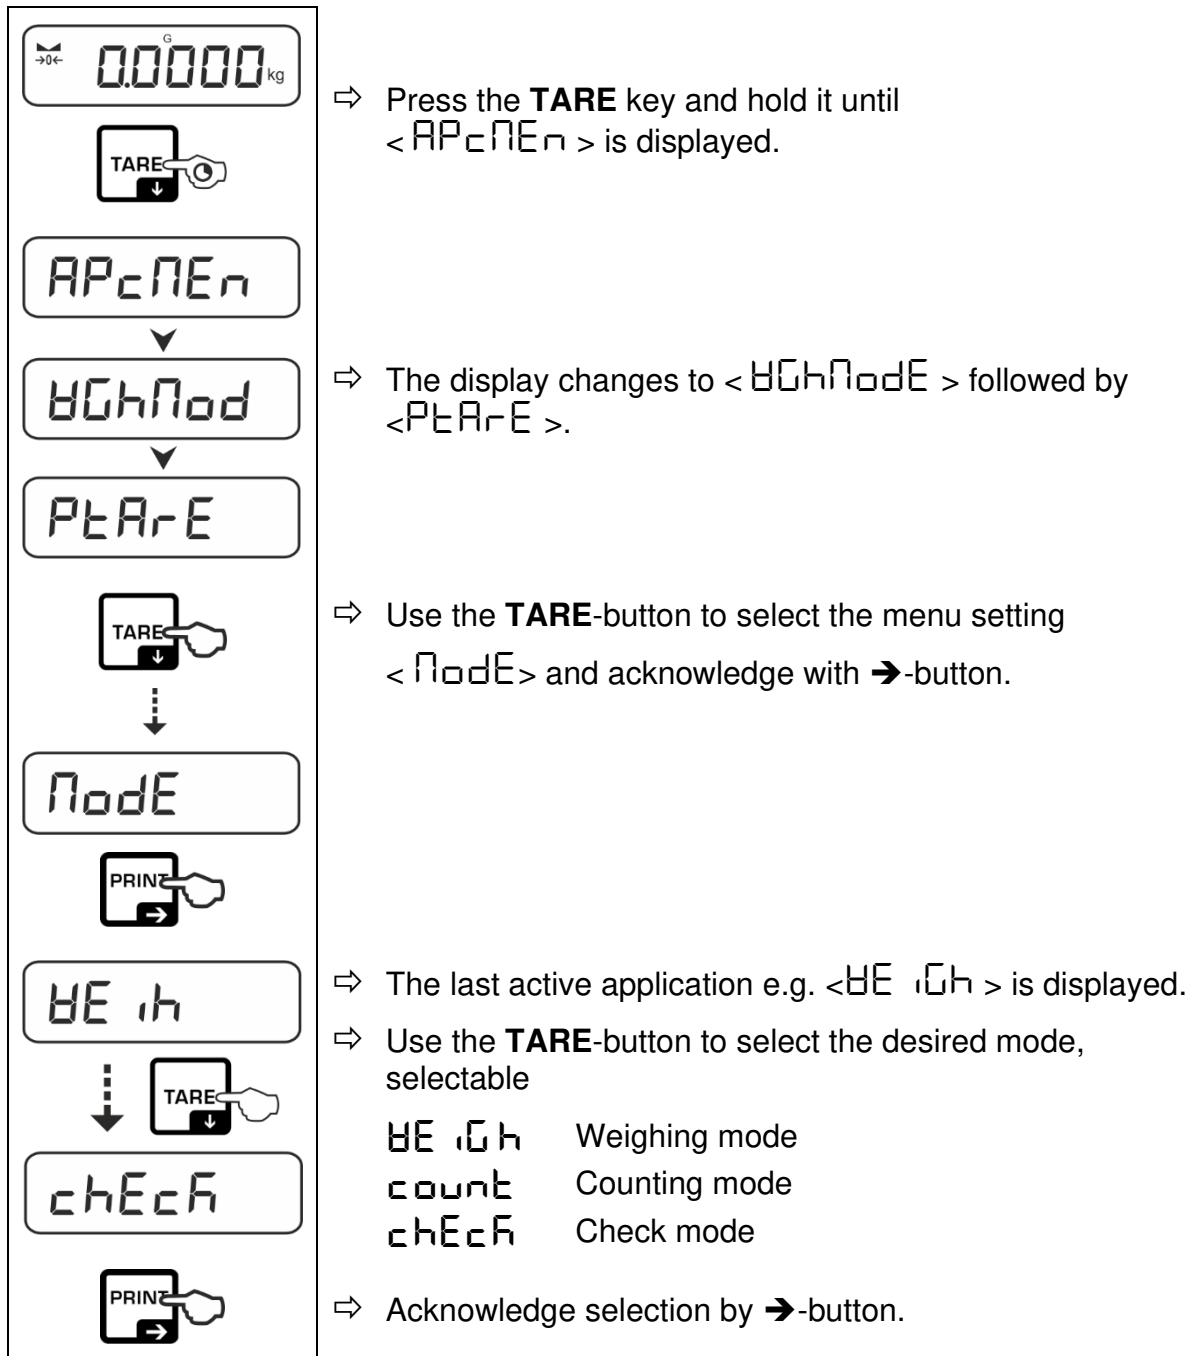 →0←
G
0.0000 kg
⇨ Press the TARE key and hold it until
< APcMEn > is displayed.
TARE
↓
APcMEn
WGhMod
⇨ The display changes to < WGhModE > followed by
<PtArE >.
PtArE
TARE
↓
⇨ Use the TARE-button to select the menu setting
< ModE> and acknowledge with ➔-button.
ModE
PRINT
→
WE ih
⇨ The last active application e.g. <WE iGh > is displayed.
⇨ Use the TARE-button to select the desired mode,
selectable
TARE
↓
WE iGh Weighing mode
count Counting mode
chEck Check mode
chEck
PRINT
→
⇨ Acknowledge selection by ➔-button.